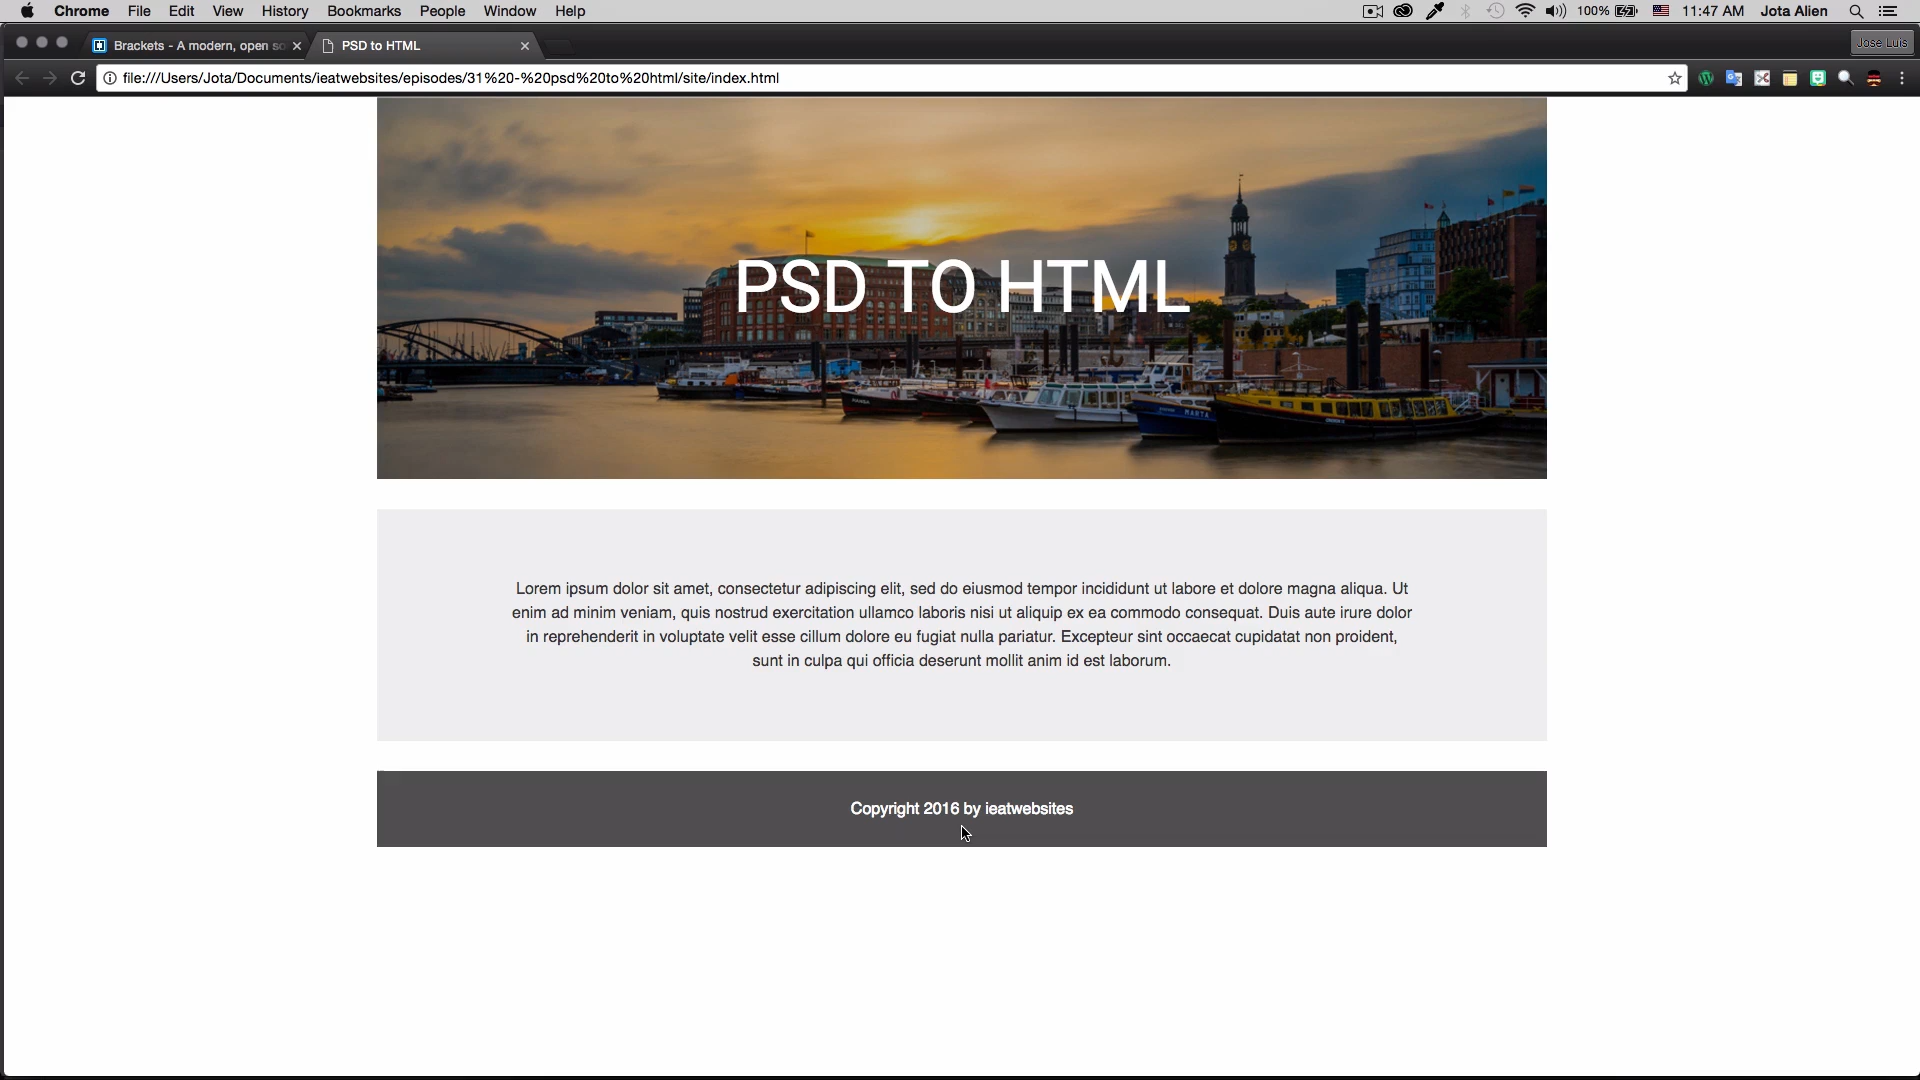 Chrome File Edit View History Bookmarks People Window Help 100% 11:47 AM Jota Alien
Brackets - A modern, open so PSD to HTML Jose Luis
file:///Users/Jota/Documents/ieatwebsites/episodes/31%20-%20psd%20to%20html/site/index.html
PSD TO HTML
Lorem ipsum dolor sit amet, consectetur adipiscing elit, sed do eiusmod tempor incididunt ut labore et dolore magna aliqua. Ut
enim ad minim veniam, quis nostrud exercitation ullamco laboris nisi ut aliquip ex ea commodo consequat. Duis aute irure dolor
in reprehenderit in voluptate velit esse cillum dolore eu fugiat nulla pariatur. Excepteur sint occaecat cupidatat non proident,
sunt in culpa qui officia deserunt mollit anim id est laborum.
Copyright 2016 by ieatwebsites